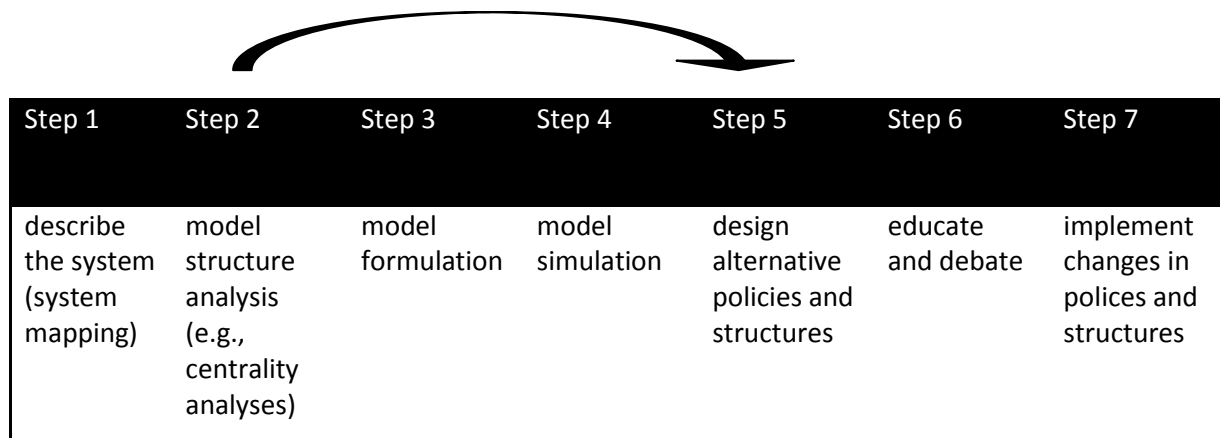 Step 1 Step 2 Step 3 Step 4 Step 5 Step 6 Step 7
describe
the system
(system
mapping)
model
structure
analysis
(e.g.,
centrality
analyses)
model
formulation
model
simulation
design
alternative
policies and
structures
educate
and debate
implement
changes in
polices and
structures